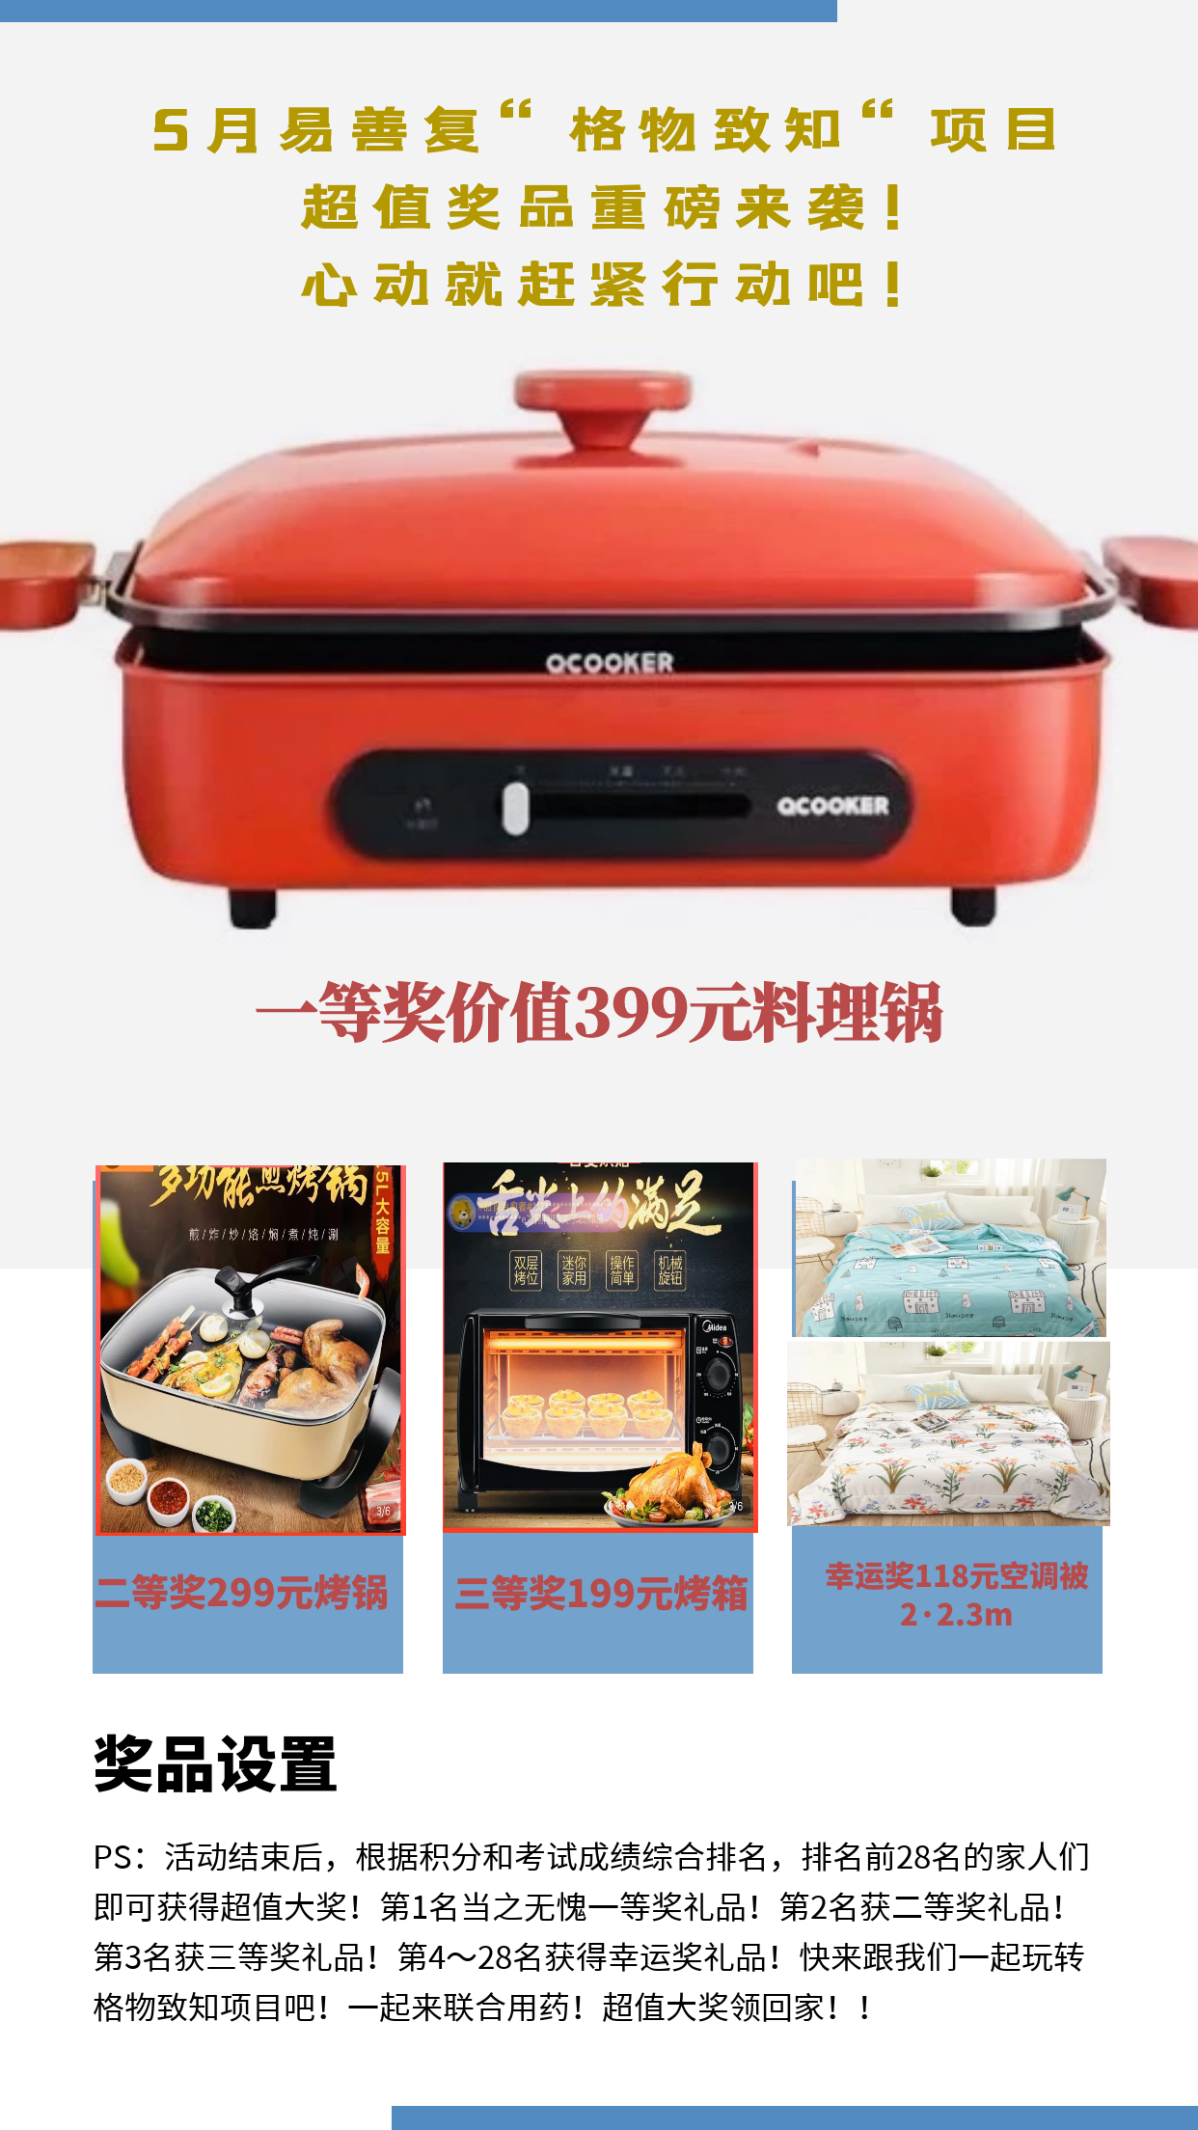 5月易善复“格物致知“项目
超值奖品重磅来袭！
心动就赶紧行动吧！
QCOOKER
QCOOKER
一等奖价值399元料理锅
多功能煎烤锅
5L大容量
煎/炸/炒/烙/焖/煮/炖/涮
3/6
二等奖299元烤锅
舌尖上的满足
双层烤位
迷你家用
操作简单
机械旋钮
Midea
3/6
三等奖199元烤箱
幸运奖118元空调被
2·2.3m
奖品设置
PS：活动结束后，根据积分和考试成绩综合排名，排名前28名的家人们
即可获得超值大奖！第1名当之无愧一等奖礼品！第2名获二等奖礼品！
第3名获三等奖礼品！第4～28名获得幸运奖礼品！快来跟我们一起玩转
格物致知项目吧！一起来联合用药！超值大奖领回家！！